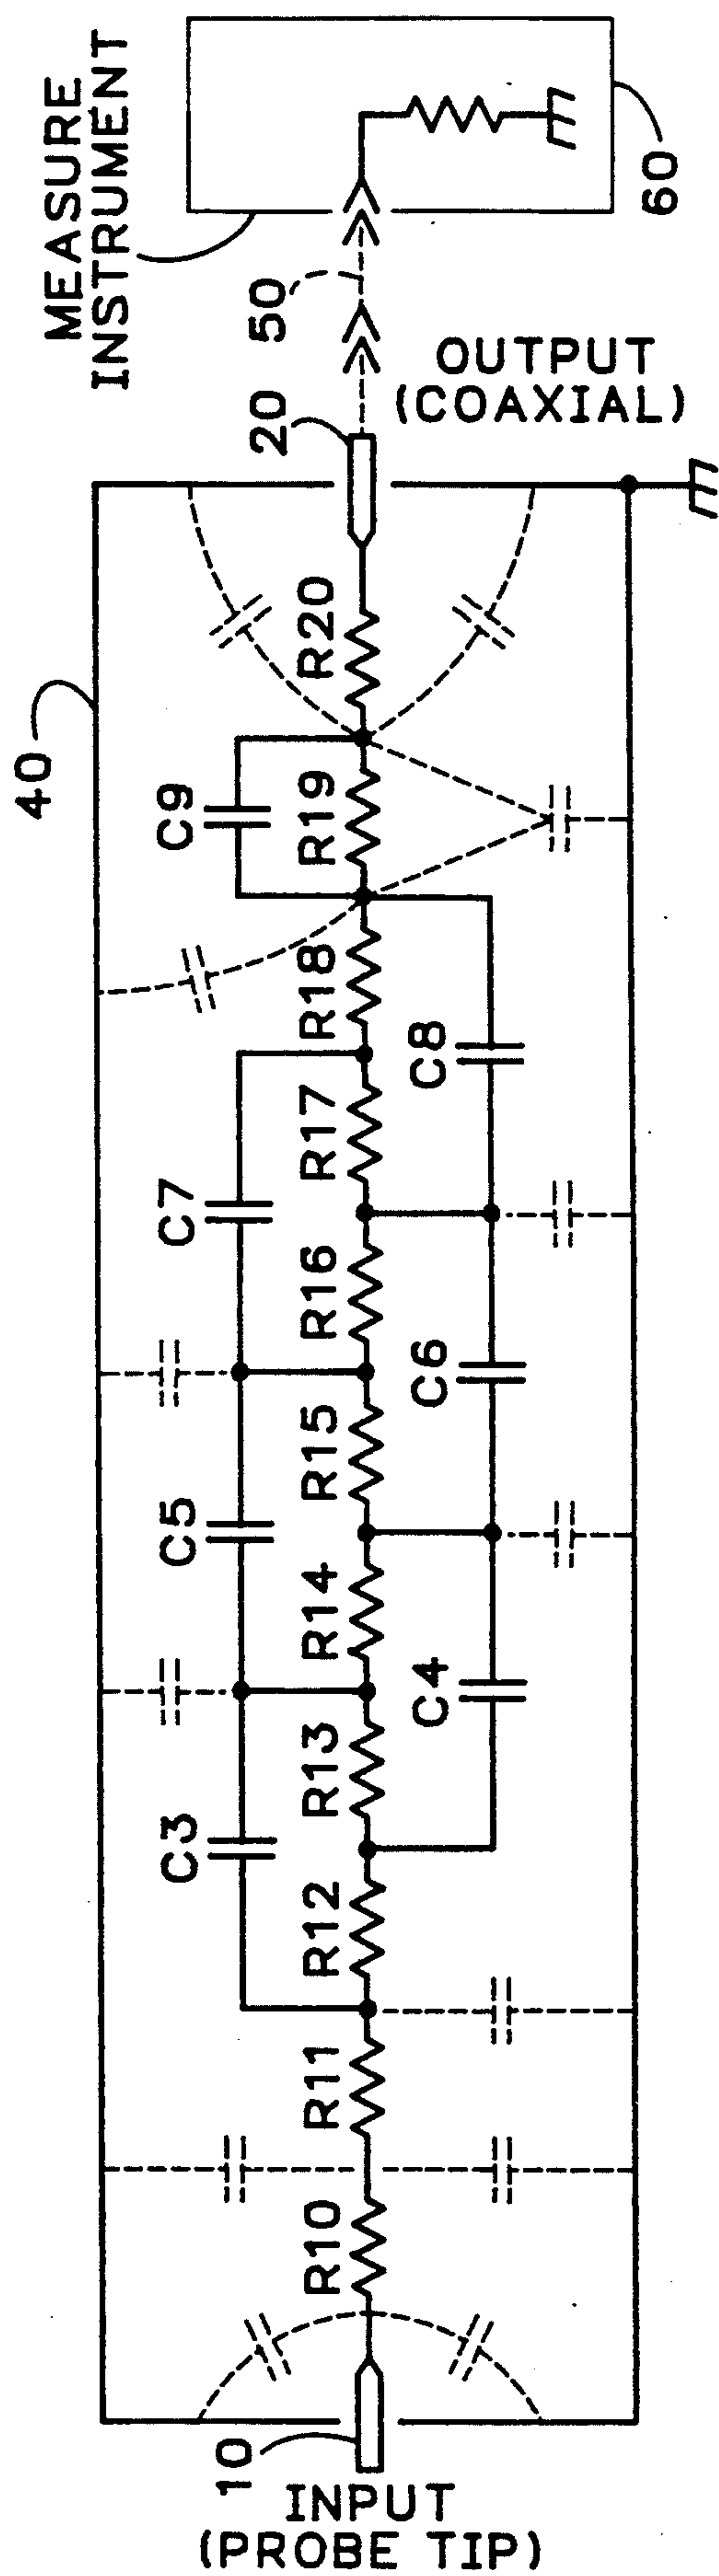 MEASURE
INSTRUMENT
60
50
OUTPUT
(COAXIAL)
20
40
R20
C9
R19
R18
C8
R17
C7
R16
C6
R15
C5
R14
C4
R13
C3
R12
R11
R10
10
INPUT
(PROBE TIP)